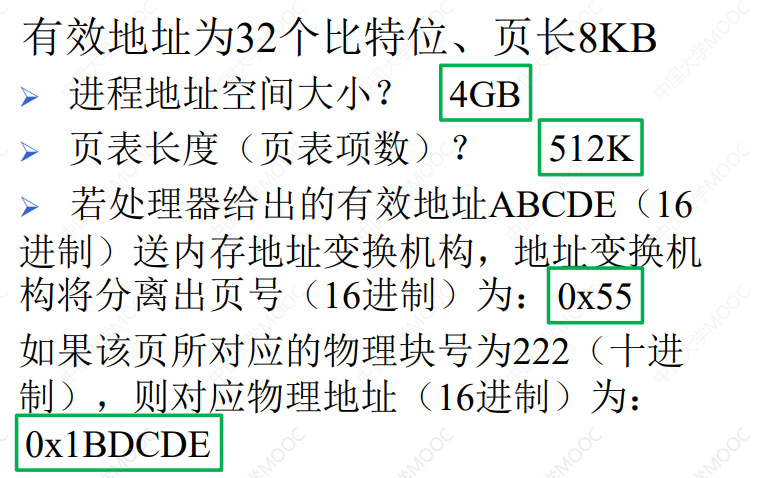 有效地址为32个比特位、页长8KB
➢ 进程地址空间大小? 4GB
➢ 页表长度（页表项数）? 512K
➢ 若处理器给出的有效地址ABCDE（16
进制）送内存地址变换机构，地址变换机
构将分离出页号（16进制）为: 0x55
如果该页所对应的物理块号为222（十进
制），则对应物理地址（16进制）为:
0x1BDCDE
中国大学MOOC